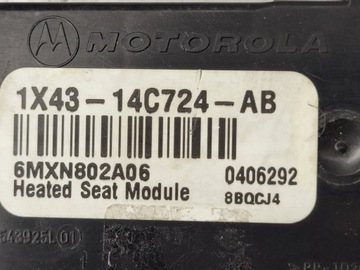 MOTOROLA
1X43-14C724-AB
6MXN802A06 0406292
Heated Seat Module 8BQCJ4